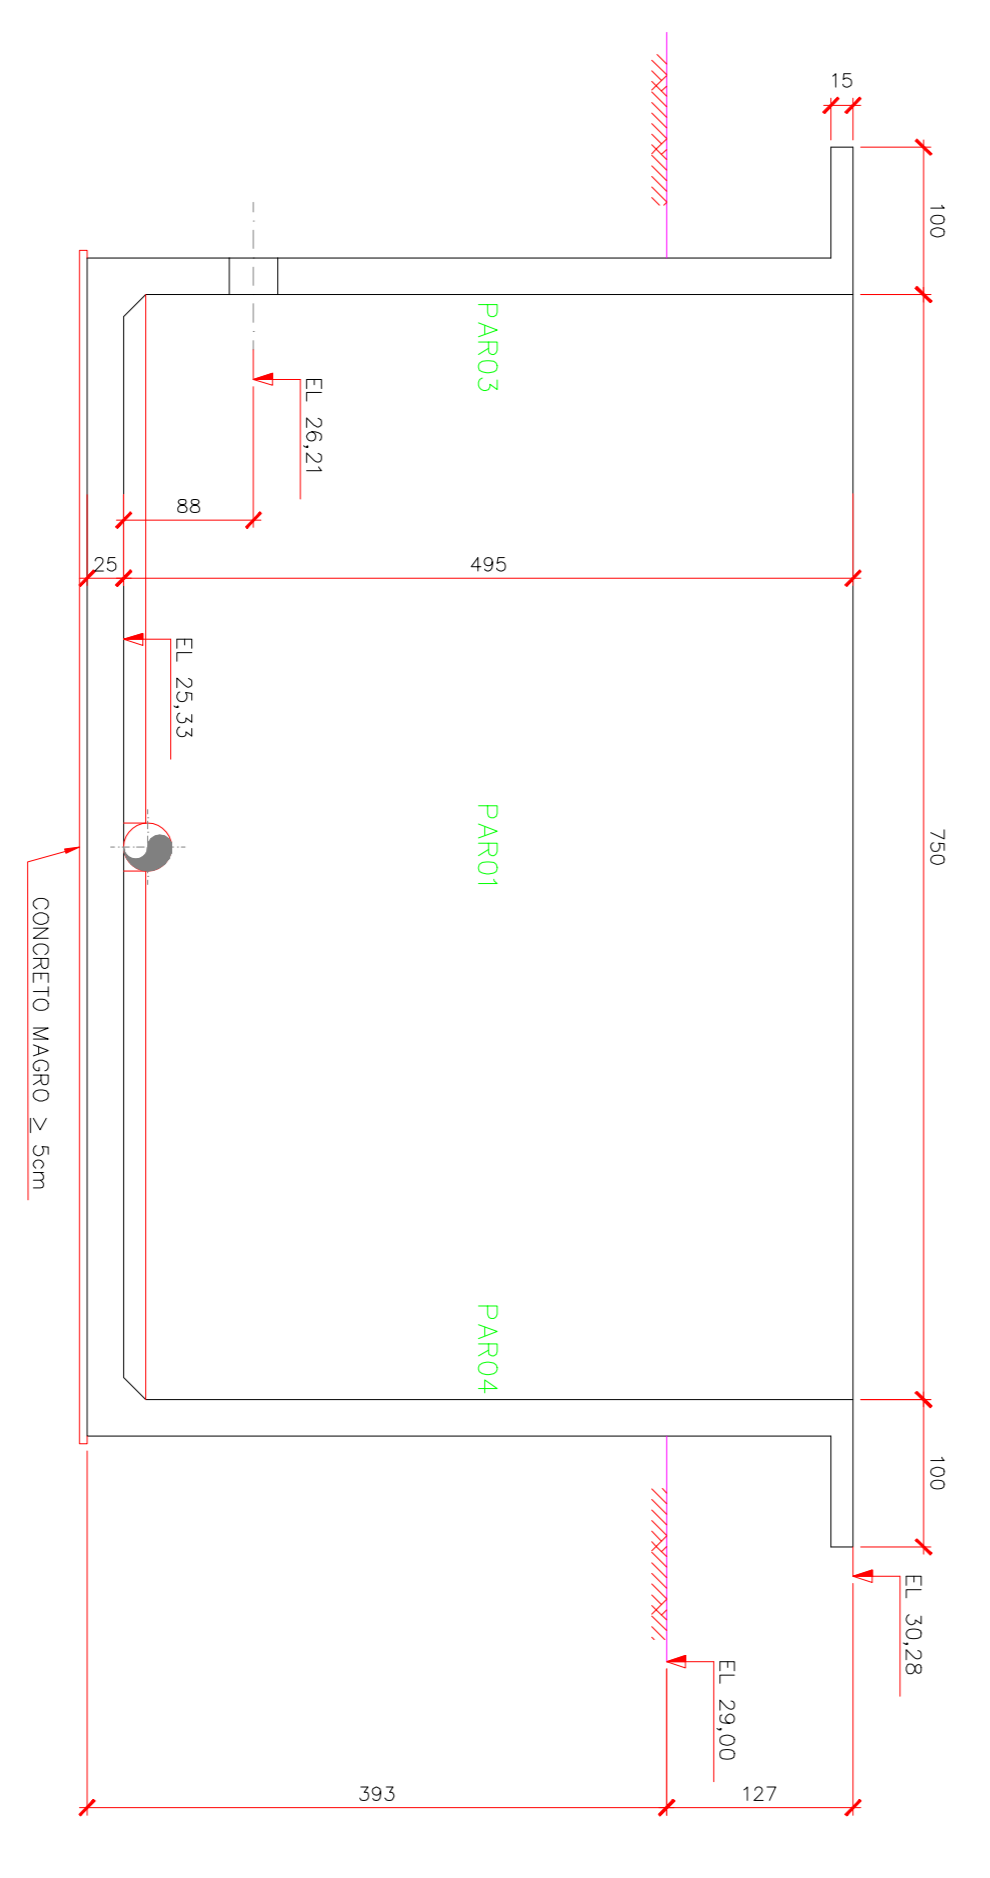 15
100
750
100
EL 30,28
EL 29,00
127
393
495
25
88
EL 26,21
EL 25,33
PAR03
PAR01
PAR04
CONCRETO MAGRO ≥ 5cm